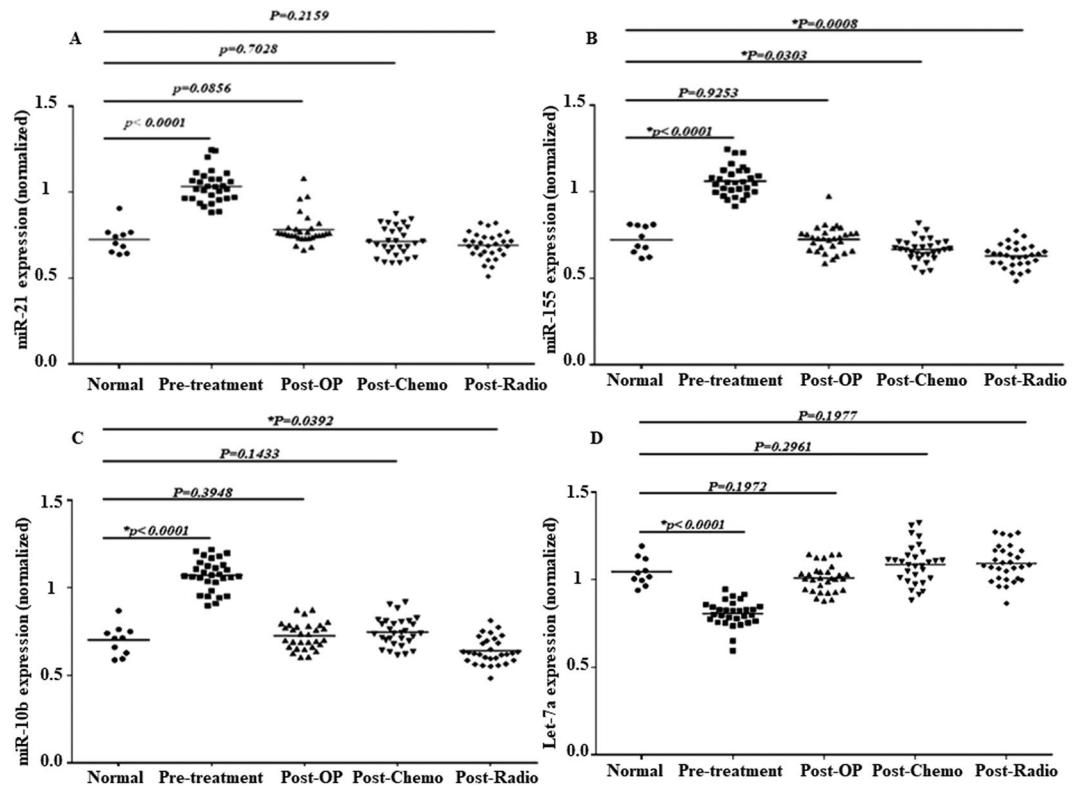 A
P=0.2159
p=0.7028
p=0.0856
p< 0.0001
miR-21 expression (normalized)
1.5
1
0.5
0.0
Normal Pre-treatment Post-OP Post-Chemo Post-Radio
B
*P=0.0008
*P=0.0303
P=0.9253
*p<0.0001
miR-155 expression (normalized)
1.5
1
0.5
0.0
Normal Pre-treatment Post-OP Post-Chemo Post-Radio
C
*P=0.0392
P=0.1433
P=0.3948
*p<0.0001
miR-10b expression (normalized)
1.5
1
0.5
0.0
Normal Pre-treatment Post-OP Post-Chemo Post-Radio
D
P=0.1977
P=0.2961
P=0.1972
*p<0.0001
Let-7a expression (normalized)
1.5
1
0.5
0.0
Normal Pre-treatment Post-OP Post-Chemo Post-Radio